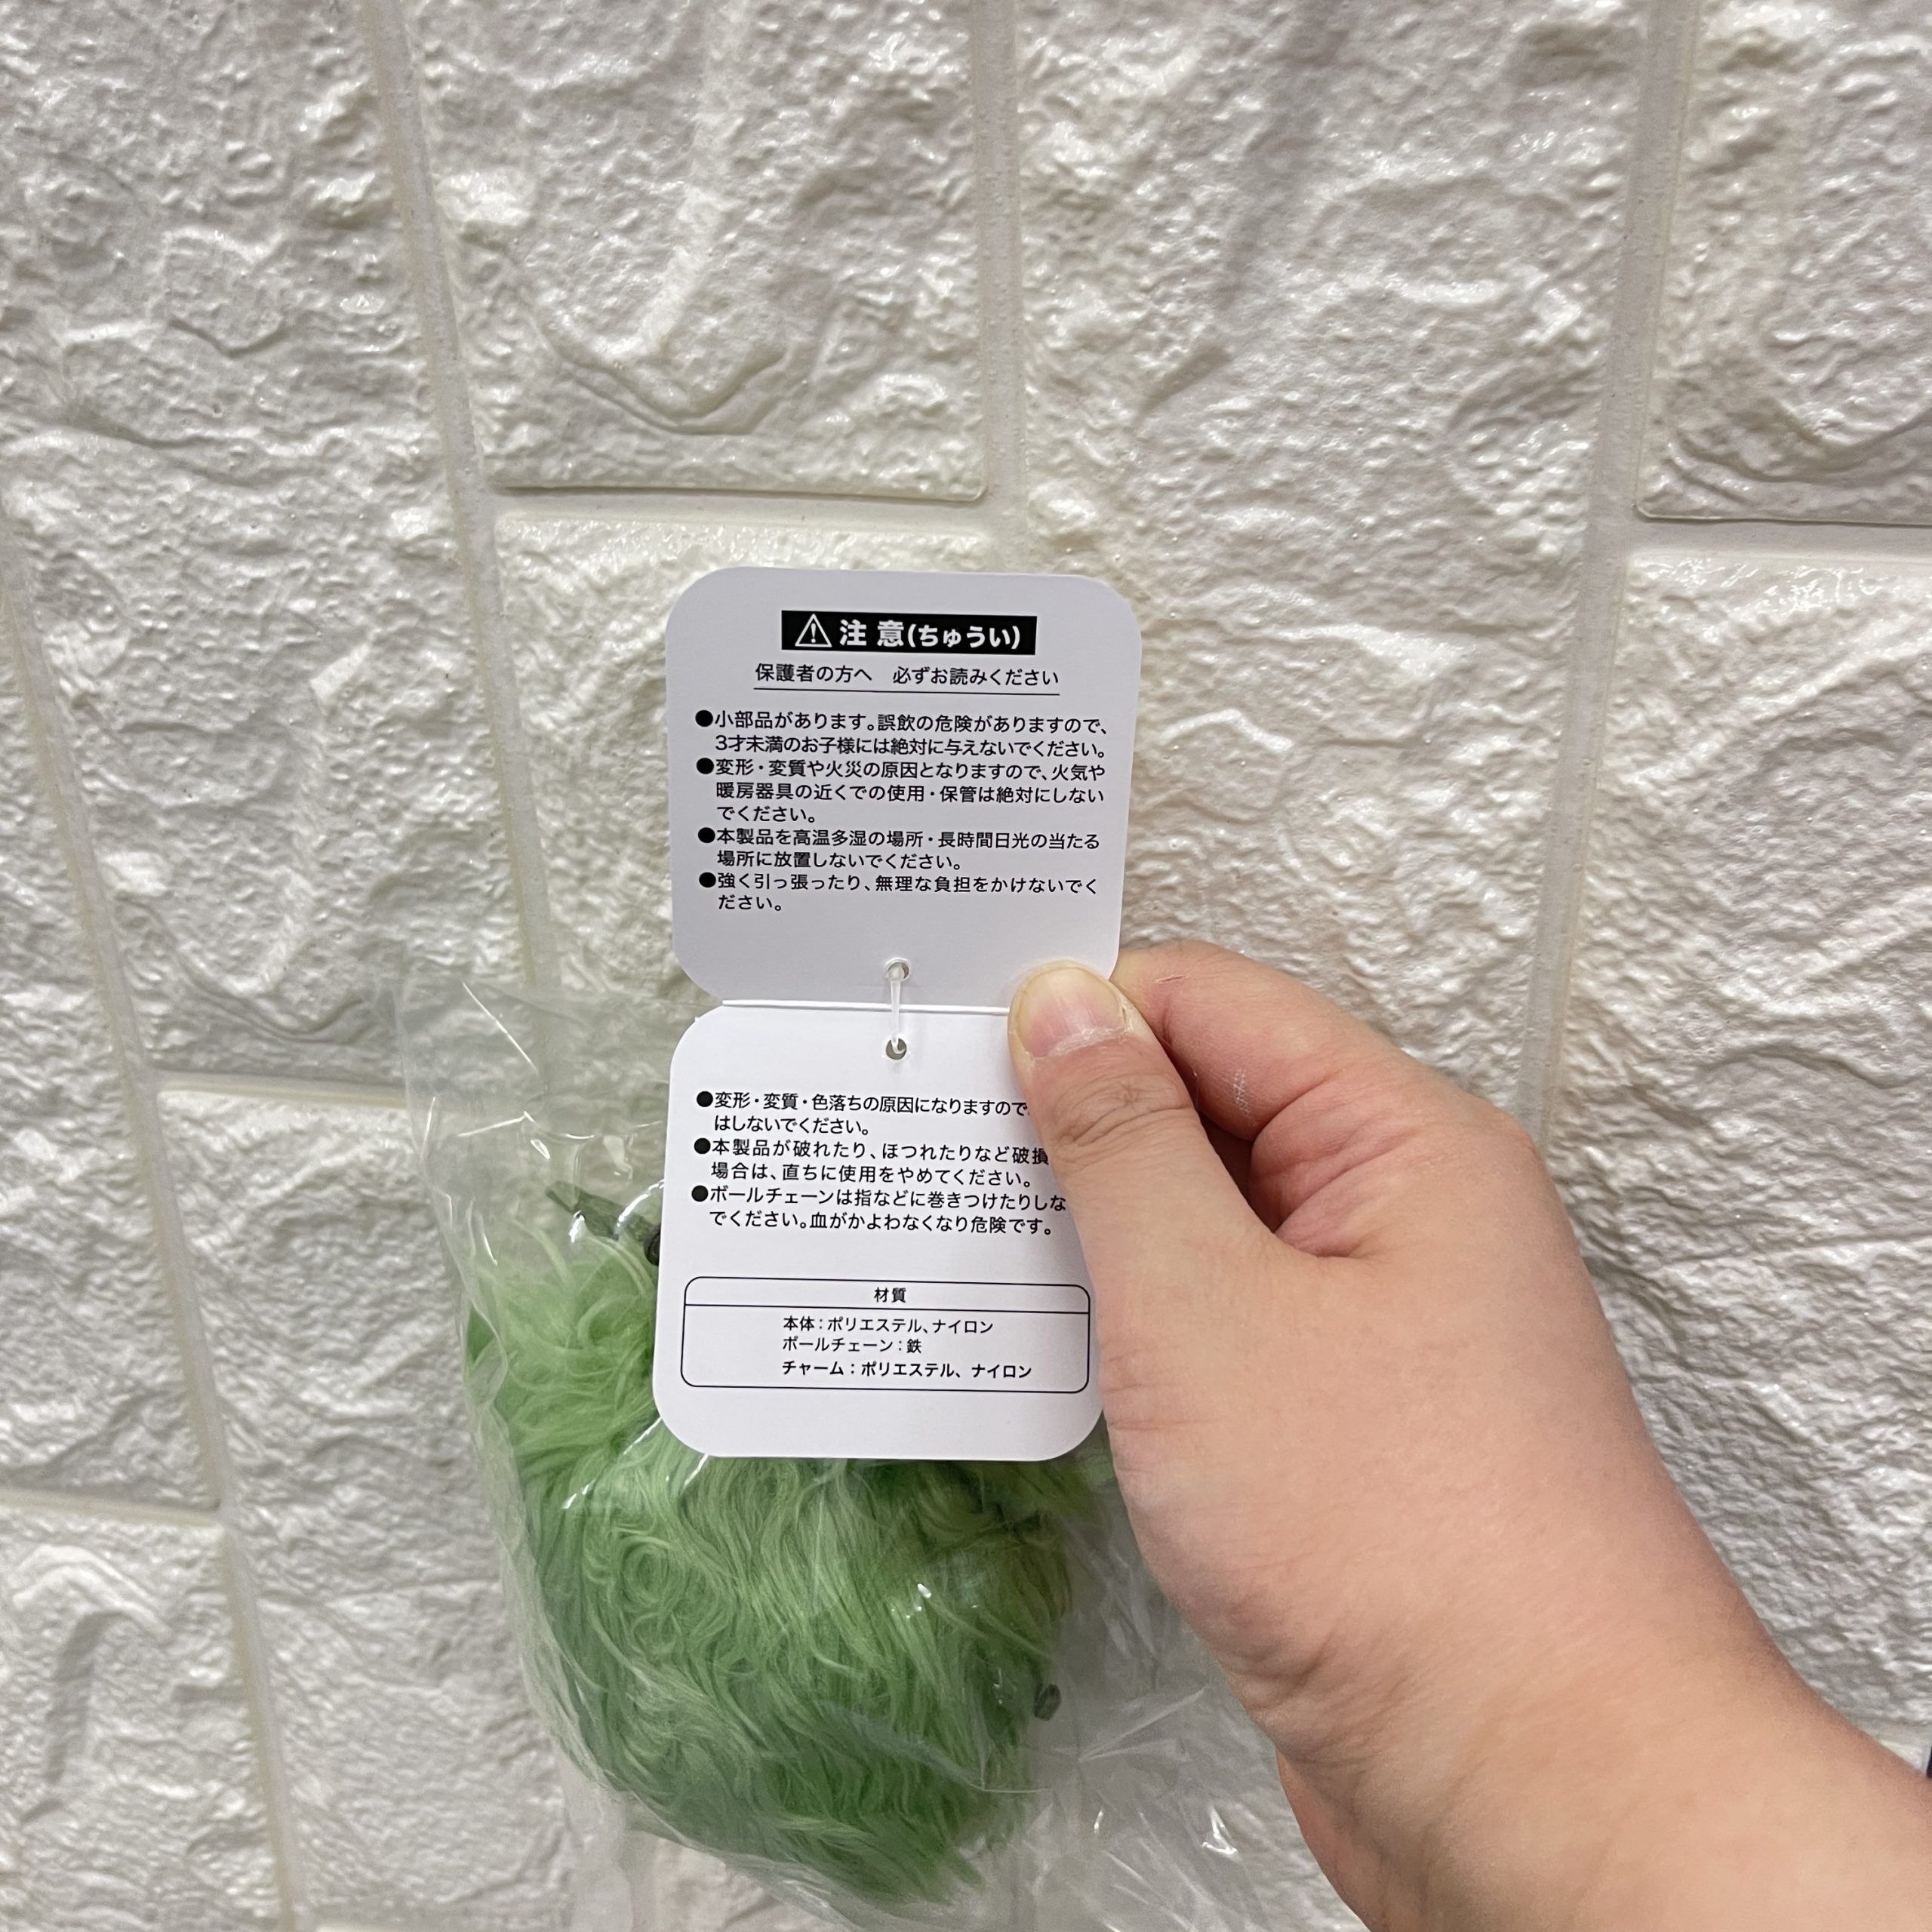 ⚠注意(ちゅうい)
保護者の方へ 必ずお読みください
●小部品があります。誤飲の危険がありますので、
3才未満のお子様には絶対に与えないでください。
●変形・変質や火災の原因となりますので、火気や
暖房器具の近くでの使用・保管は絶対にしない
でください。
●本製品を高温多湿の場所・長時間日光の当たる
場所に放置しないでください。
●強く引っ張ったり、無理な負担をかけないでく
ださい。
●変形・変質・色落ちの原因になりますので
はしないでください。
●本製品が破れたり、ほつれたりなど破損
場合は、直ちに使用をやめてください。
●ボールチェーンは指などに巻きつけたりしな
でください。血がかよわなくなり危険です。
材質
本体：ポリエステル、ナイロン
ボールチェーン：鉄
チャーム：ポリエステル、ナイロン